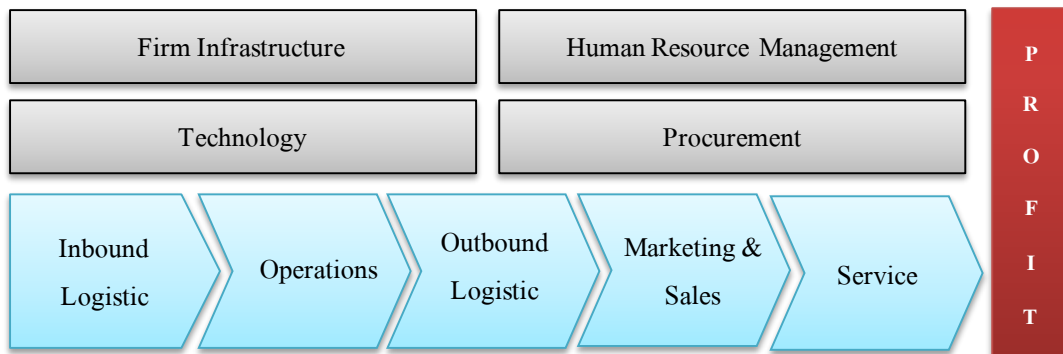 Firm Infrastructure
Human Resource Management
Technology
Procurement
Inbound
Logistic
Operations
Outbound
Logistic
Marketing &
Sales
Service
P
R
O
F
I
T